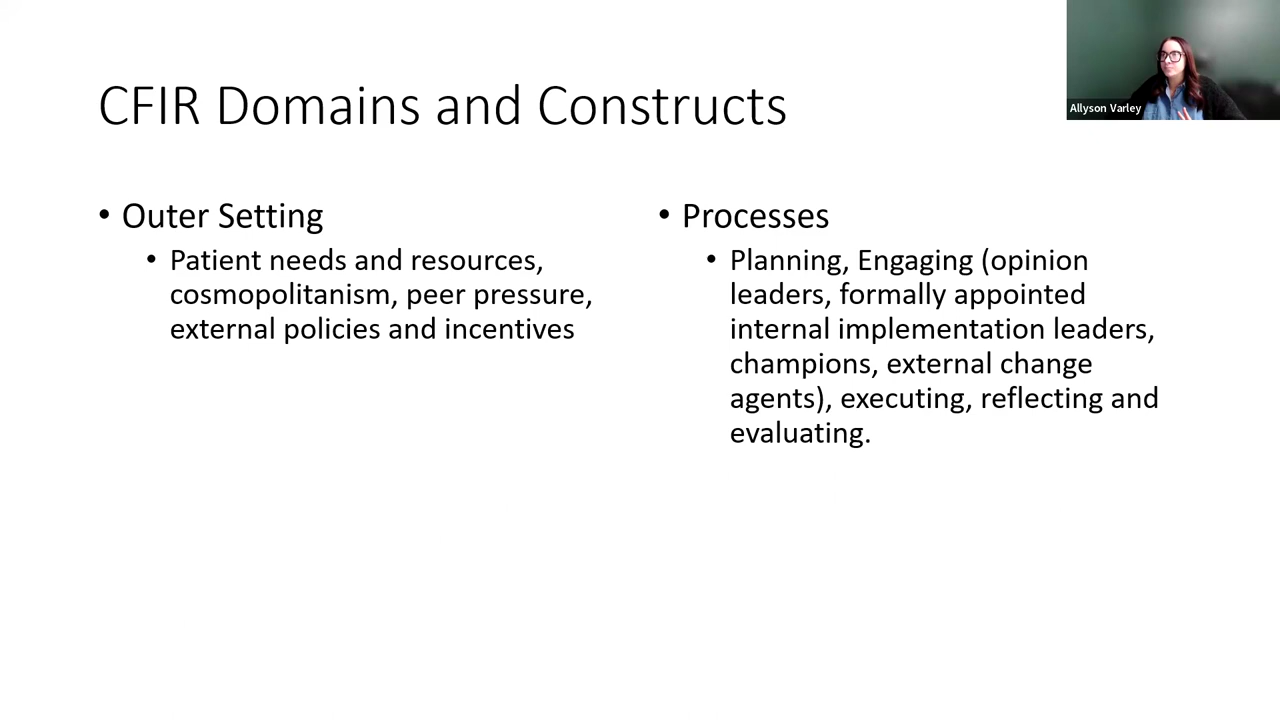 CFIR Domains and Constructs
Allyson Varley
• Outer Setting
• Patient needs and resources,
cosmopolitanism, peer pressure,
external policies and incentives
• Processes
• Planning, Engaging (opinion
leaders, formally appointed
internal implementation leaders,
champions, external change
agents), executing, reflecting and
evaluating.